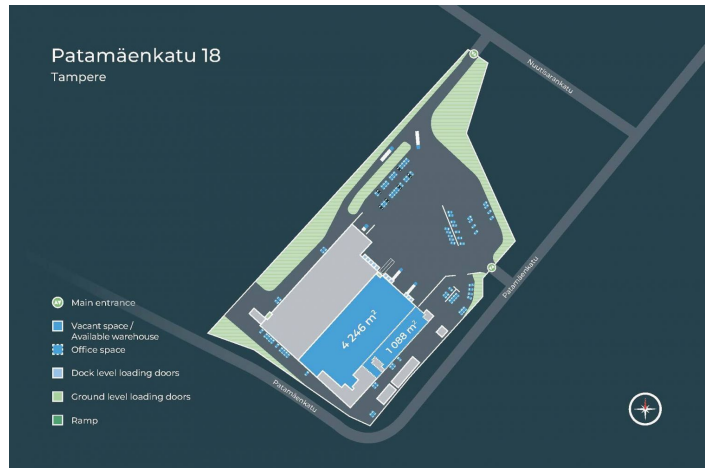 Patamäenkatu 18
Tampere
Nuutisarankatu
Patamäenkatu
4 246 m²
1 088 m²
Patamäenkatu
Main entrance
Vacant space /
Available warehouse
Office space
Dock level loading doors
Ground level loading doors
Ramp